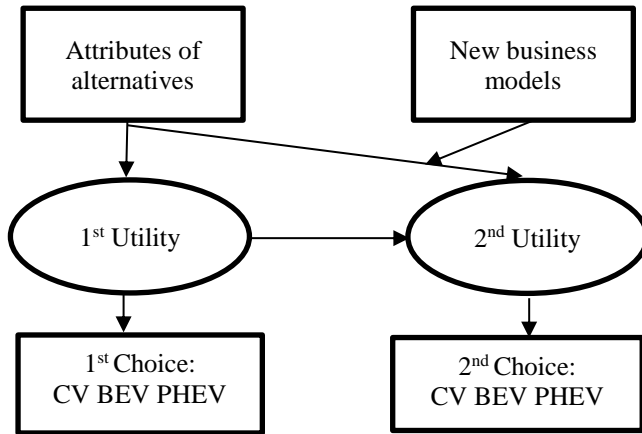 Attributes of
alternatives
New business
models
1st Utility
2nd Utility
1st Choice:
CV BEV PHEV
2nd Choice:
CV BEV PHEV